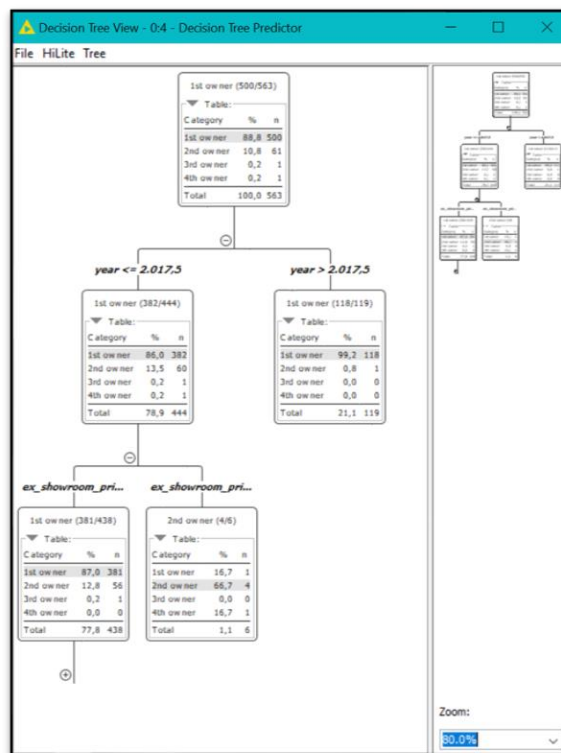 Decision Tree View - 0:4 - Decision Tree Predictor
File HiLite Tree
1st owner (500/563)
Table:
Category % n
1st owner 88,8 500
2nd owner 10,8 61
3rd owner 0,2 1
4th owner 0,2 1
Total 100,0 563
year <= 2.017,5
year > 2.017,5
1st owner (382/444)
Table:
Category % n
1st owner 86,0 382
2nd owner 13,5 60
3rd owner 0,2 1
4th owner 0,2 1
Total 78,9 444
1st owner (118/119)
Table:
Category % n
1st owner 99,2 118
2nd owner 0,8 1
3rd owner 0,0 0
4th owner 0,0 0
Total 21,1 119
ex_showroom_pri...
ex_showroom_pri...
1st owner (381/438)
Table:
Category % n
1st owner 87,0 381
2nd owner 12,8 56
3rd owner 0,2 1
4th owner 0,0 0
Total 77,8 438
2nd owner (4/6)
Table:
Category % n
1st owner 16,7 1
2nd owner 66,7 4
3rd owner 0,0 0
4th owner 16,7 1
Total 1,1 6
Zoom:
80.0%